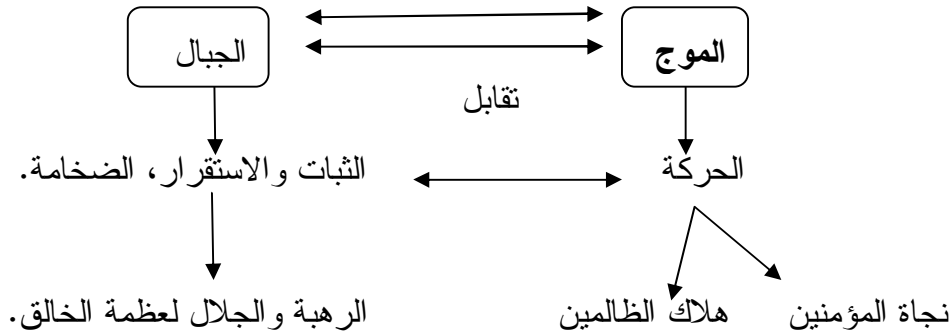 الموج الجبال
تقابل
الحركة الثبات والاستقرار، الضخامة.
نجاة المؤمنين هلاك الظالمين الرهبة والجلال لعظمة الخالق.